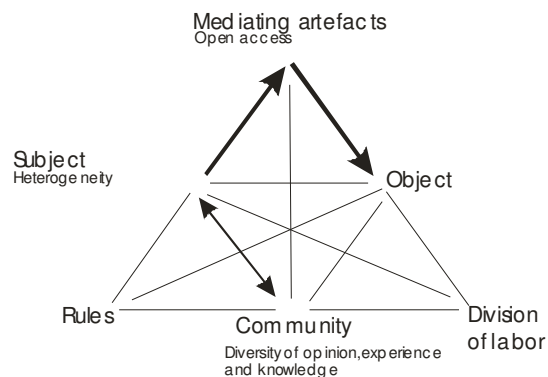 Mediating artefacts
Open access
Subject
Heterogeneity
Object
Rules
Community
Diversity of opinion, experience
and knowledge
Division
of labor